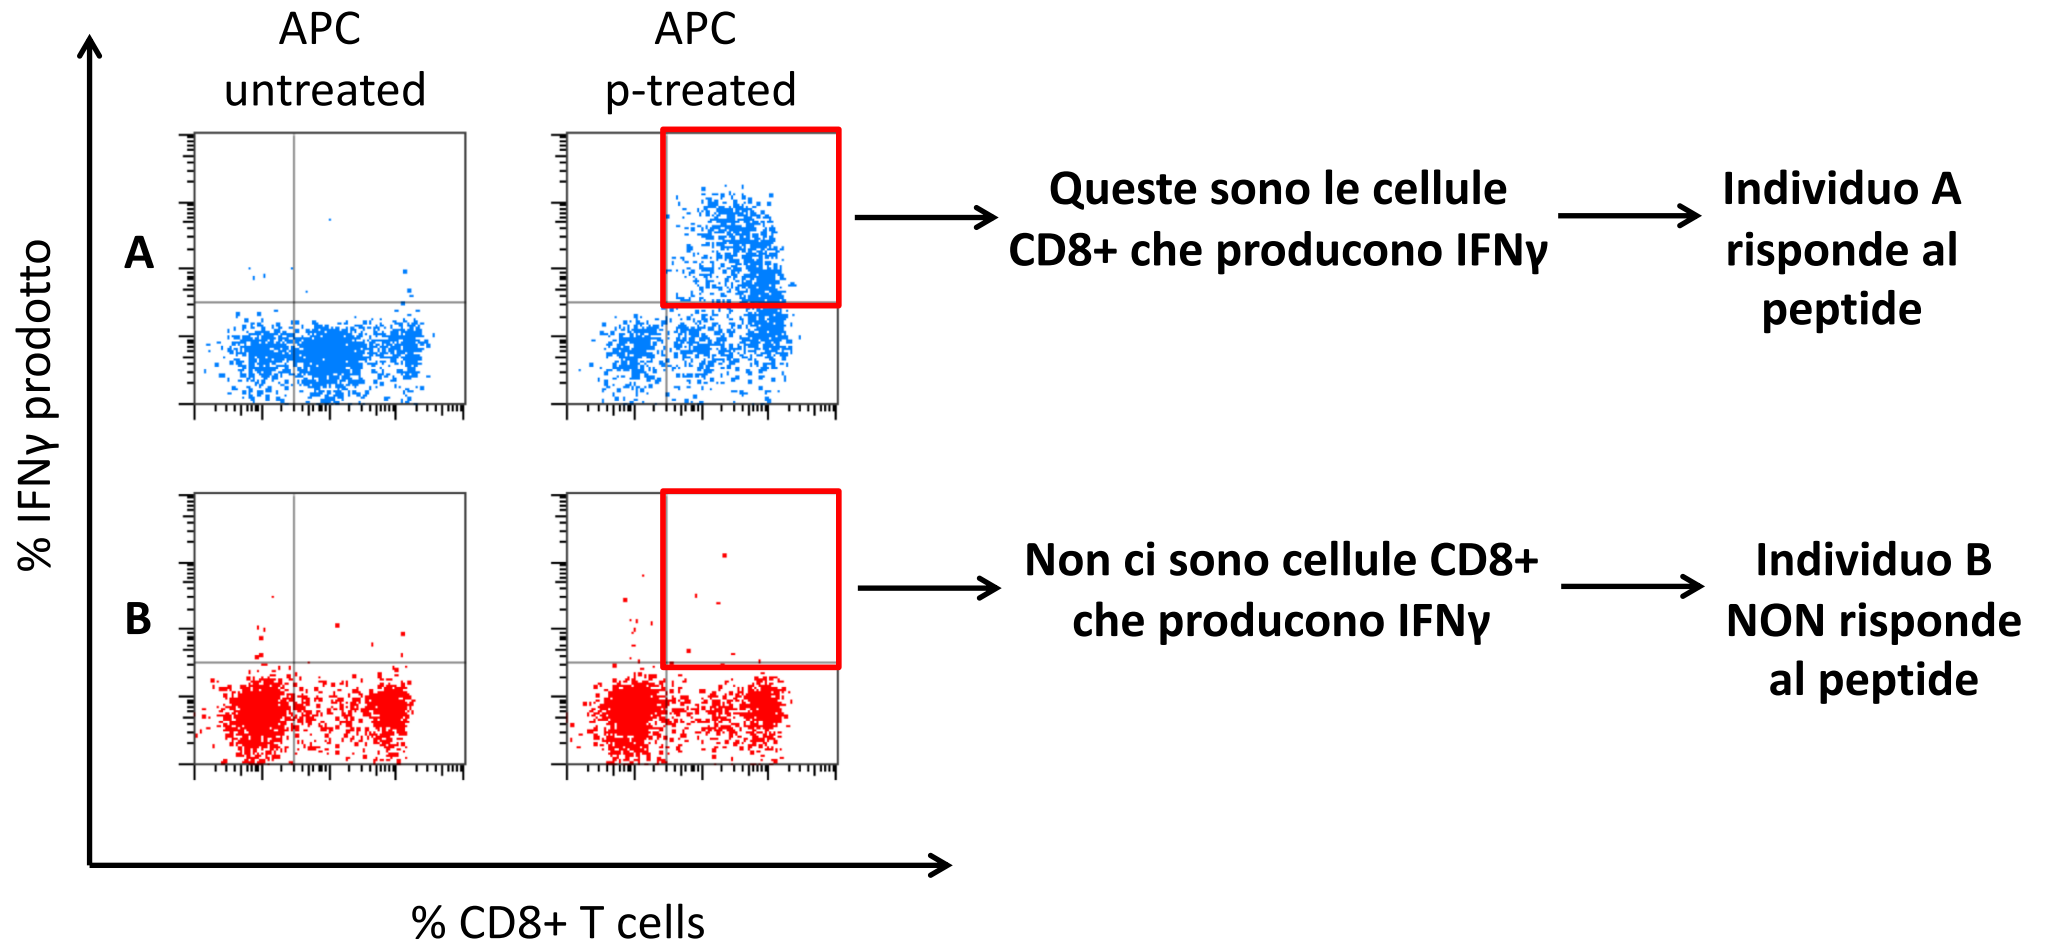 APC
untreated
APC
p-treated
A
Queste sono le cellule
CD8+ che producono IFNγ
Individuo A
risponde al
peptide
% IFNγ prodotto
B
Non ci sono cellule CD8+
che producono IFNγ
Individuo B
NON risponde
al peptide
% CD8+ T cells